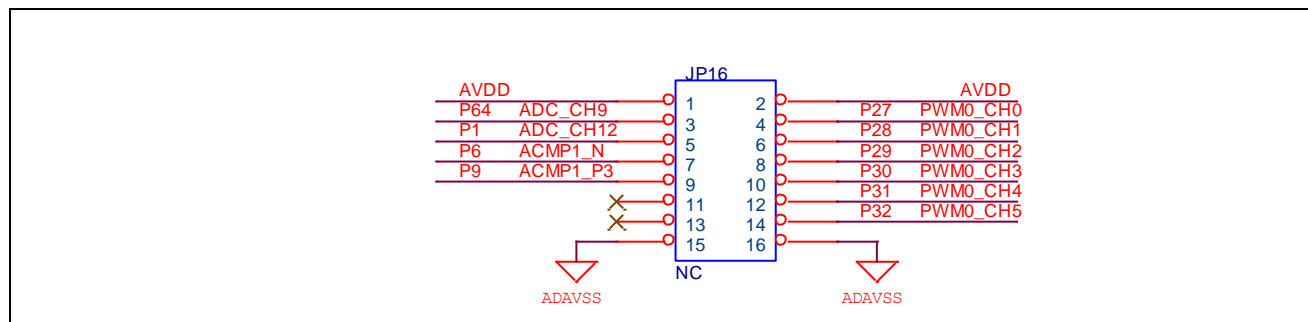 JP16
AVDD 1 2 AVDD
P64 ADC_CH9 3 4 P27 PWM0_CH0
P1 ADC_CH12 5 6 P28 PWM0_CH1
P6 ACMP1_N 7 8 P29 PWM0_CH2
P9 ACMP1_P3 9 10 P30 PWM0_CH3
11 12 P31 PWM0_CH4
13 14 P32 PWM0_CH5
15 16
NC
ADAVSS ADAVSS